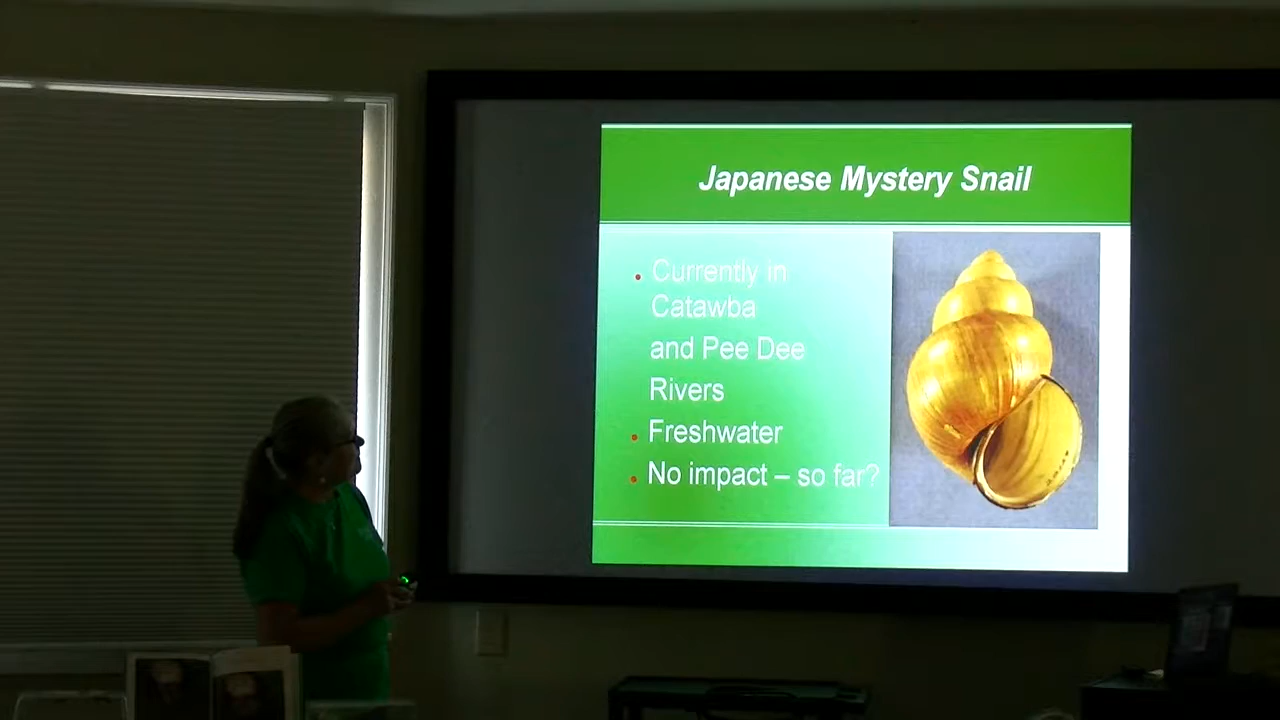 Japanese Mystery Snail
Currently in
Catawba
and Pee Dee
Rivers
Freshwater
No impact – so far?